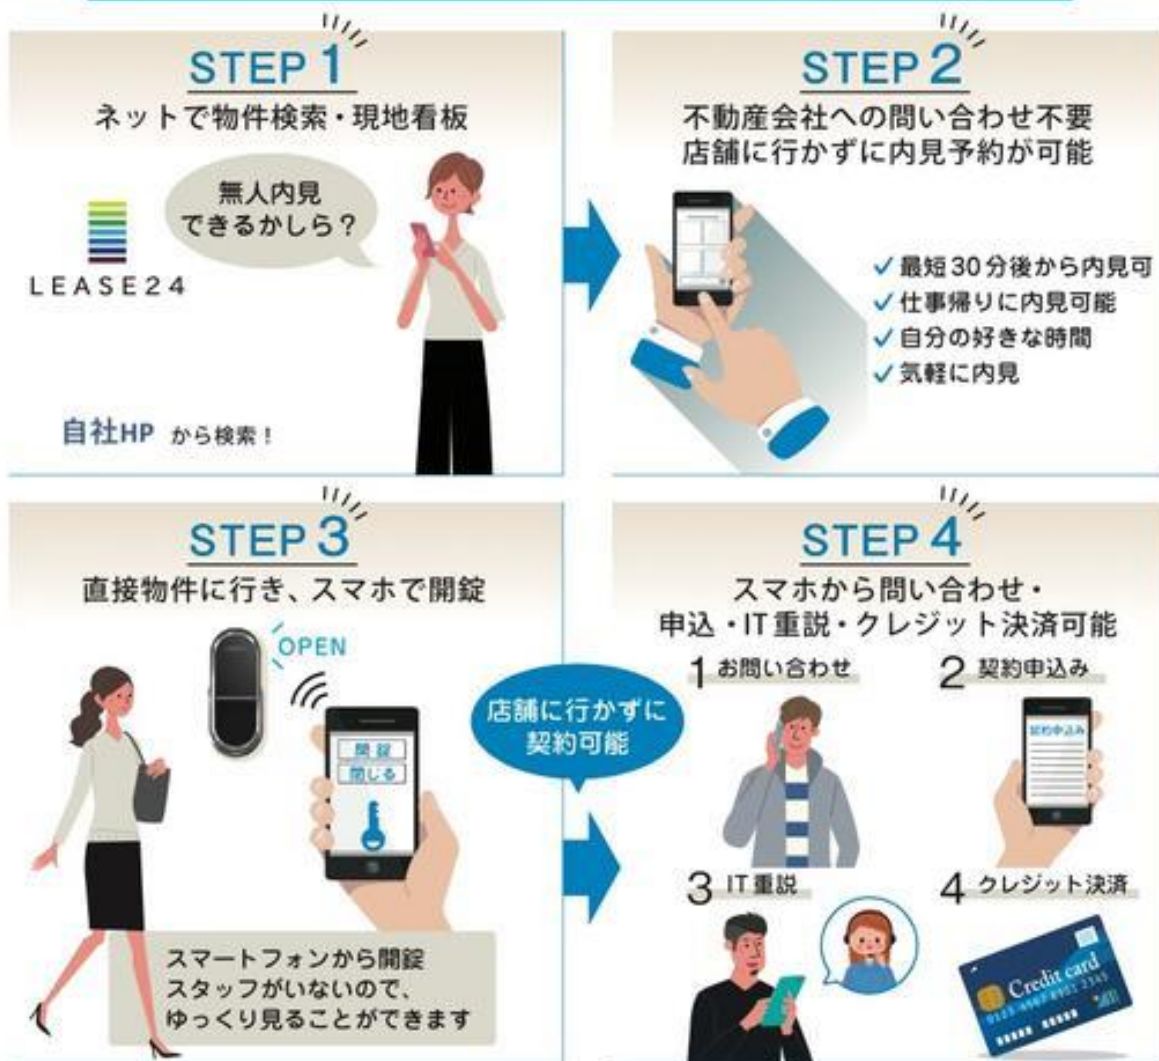 STEP 1
ネットで物件検索・現地看板
無人内見
できるかしら？
LEASE24
自社HP から検索！
STEP 2
不動産会社への問い合わせ不要
店舗に行かずに内見予約が可能
✓ 最短30分後から内見可
✓ 仕事帰りに内見可能
✓ 自分の好きな時間
✓ 気軽に内見
STEP 3
直接物件に行き、スマホで開錠
OPEN
開錠
閉じる
スマートフォンから開錠
スタッフがいないので、
ゆっくり見ることができます
店舗に行かずに
契約可能
STEP 4
スマホから問い合わせ・
申込・IT重説・クレジット決済可能
1 お問い合わせ
2 契約申込み
契約申込み
3 IT重説
4 クレジット決済
Credit card